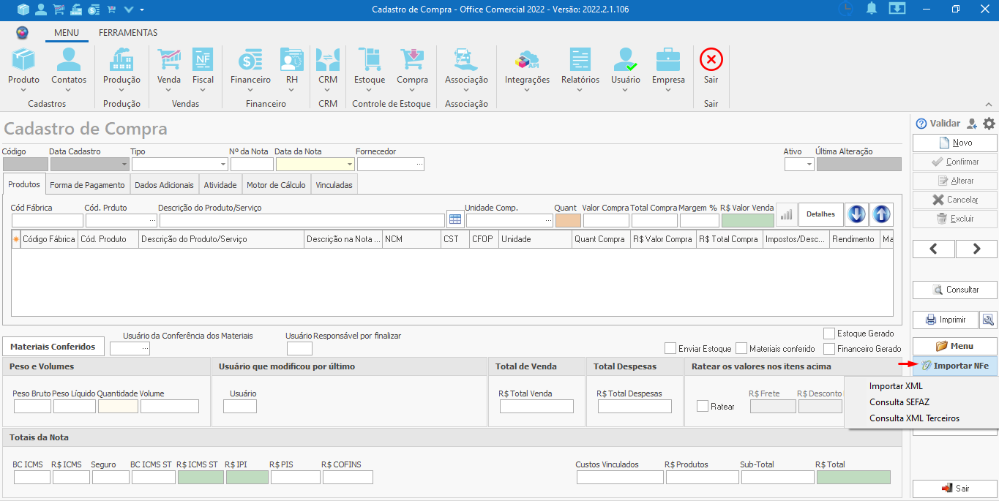 Cadastro de Compra - Office Comercial 2022 - Versão: 2022.2.1.106
MENU FERRAMENTAS
Produto Contatos Produção Venda Fiscal Financeiro RH CRM Estoque Compra Associação Integrações Relatórios Usuário Empresa Sair
Cadastros Produção Vendas Financeiro CRM Controle de Estoque Associação Sair
Cadastro de Compra
Validar
Código Data Cadastro Tipo Nº da Nota Data da Nota Fornecedor Ativo Última Alteração
Novo
Confirmar
Produtos Forma de Pagamento Dados Adicionais Atividade Motor de Cálculo Vinculadas
Alterar
Cancelar
Cód Fábrica Cód. Prduto Descrição do Produto/Serviço Unidade Comp. Quant Valor Compra Total Compra Margem % R$ Valor Venda Detalhes
Excluir
Código Fábrica Cód. Produto Descrição do Produto/Serviço Descrição na Nota ... NCM CST CFOP Unidade Quant Compra R$ Valor Compra R$ Total Compra Impostos/Desc... Rendimento Ma
Consultar
Imprimir
Materiais Conferidos Usuário da Conferência dos Materiais Usuário Responsável por finalizar
Estoque Gerado
Enviar Estoque Materiais conferido Financeiro Gerado
Menu
Peso e Volumes Usuário que modificou por último Total de Venda Total Despesas Ratear os valores nos itens acima
Importar NFe
Importar XML
Consulta SEFAZ
Consulta XML Terceiros
Peso Bruto Peso Líquido Quantidade Volume Usuário R$ Total Venda R$ Total Despesas Ratear R$ Frete R$ Desconto
Totais da Nota
BC ICMS R$ ICMS Seguro BC ICMS ST R$ ICMS ST R$ IPI R$ PIS R$ COFINS Custos Vinculados R$ Produtos Sub-Total R$ Total
Sair